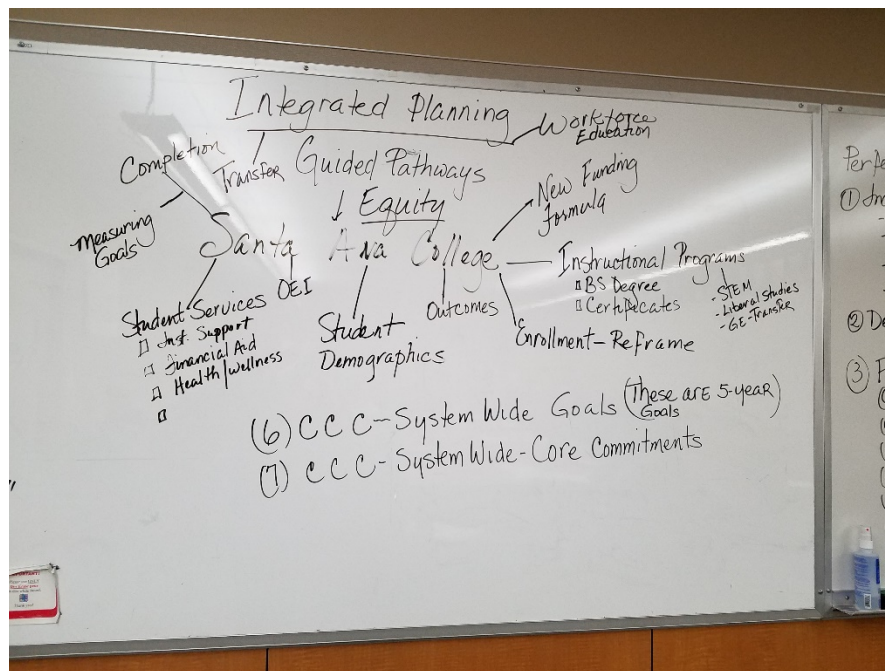 Integrated Planning
Workforce
Education
Completion
Transfer
Guided Pathways
Equity
New Funding
Formula
Measuring
Goals
Santa Ana College
Instructional Programs
BS Degree
Certificates
- STEM
- Liberal Studies
- GE-Transfer
OEI
Outcomes
Student Services
Inst. Support
Financial Aid
Health/Wellness
Student
Demographics
Enrollment-ReFrame
(6) CCC-System Wide Goals (These are 5-year
Goals)
(7) CCC-System Wide-Core Commitments
①
②
③